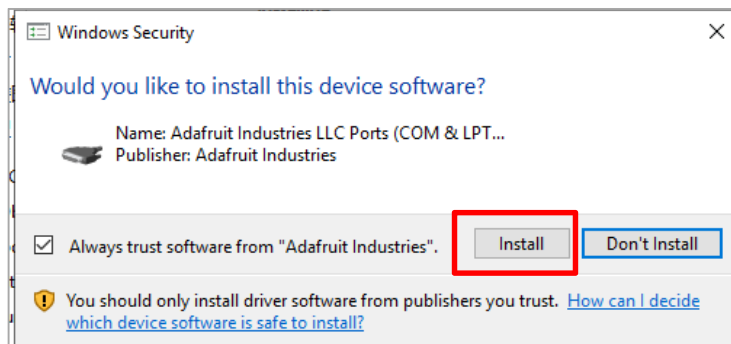 Windows Security
Would you like to install this device software?
Name: Adafruit Industries LLC Ports (COM & LPT...
Publisher: Adafruit Industries
Always trust software from "Adafruit Industries".
Install
Don't Install
You should only install driver software from publishers you trust. How can I decide
which device software is safe to install?